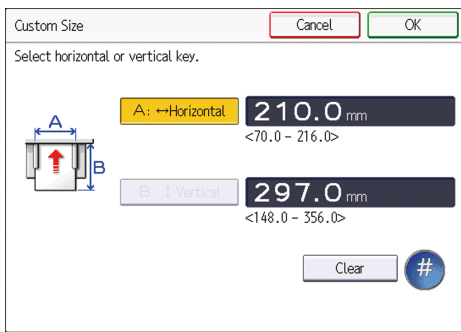 Custom Size Cancel OK
Select horizontal or vertical key.
A: ↔Horizontal 210.0 mm
<70.0 - 216.0>
A
B
B: ↕ Vertical 297.0 mm
<148.0 - 356.0>
Clear #